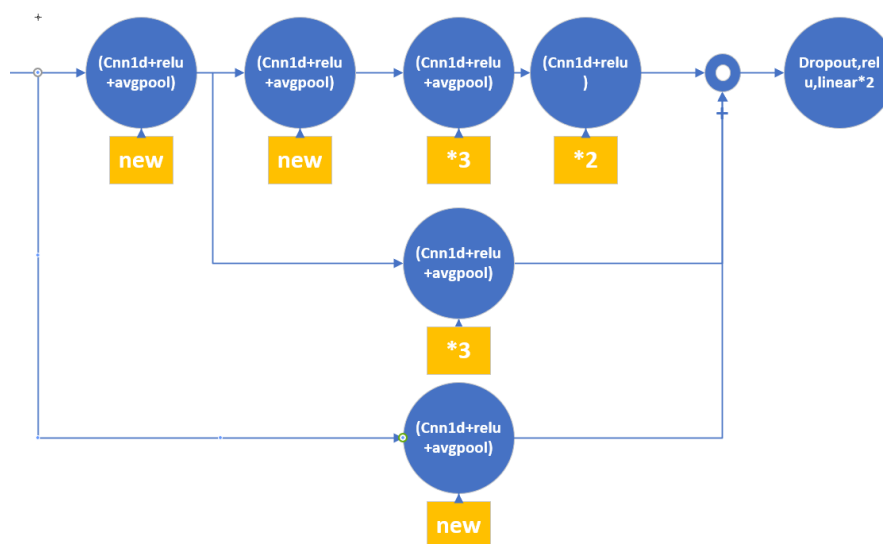 (Cnn1d+relu
+avgpool)
(Cnn1d+relu
+avgpool)
(Cnn1d+relu
+avgpool)
(Cnn1d+relu
)
Dropout,rel
u,linear*2
new
new
*3
*2
+
(Cnn1d+relu
+avgpool)
*3
(Cnn1d+relu
+avgpool)
new